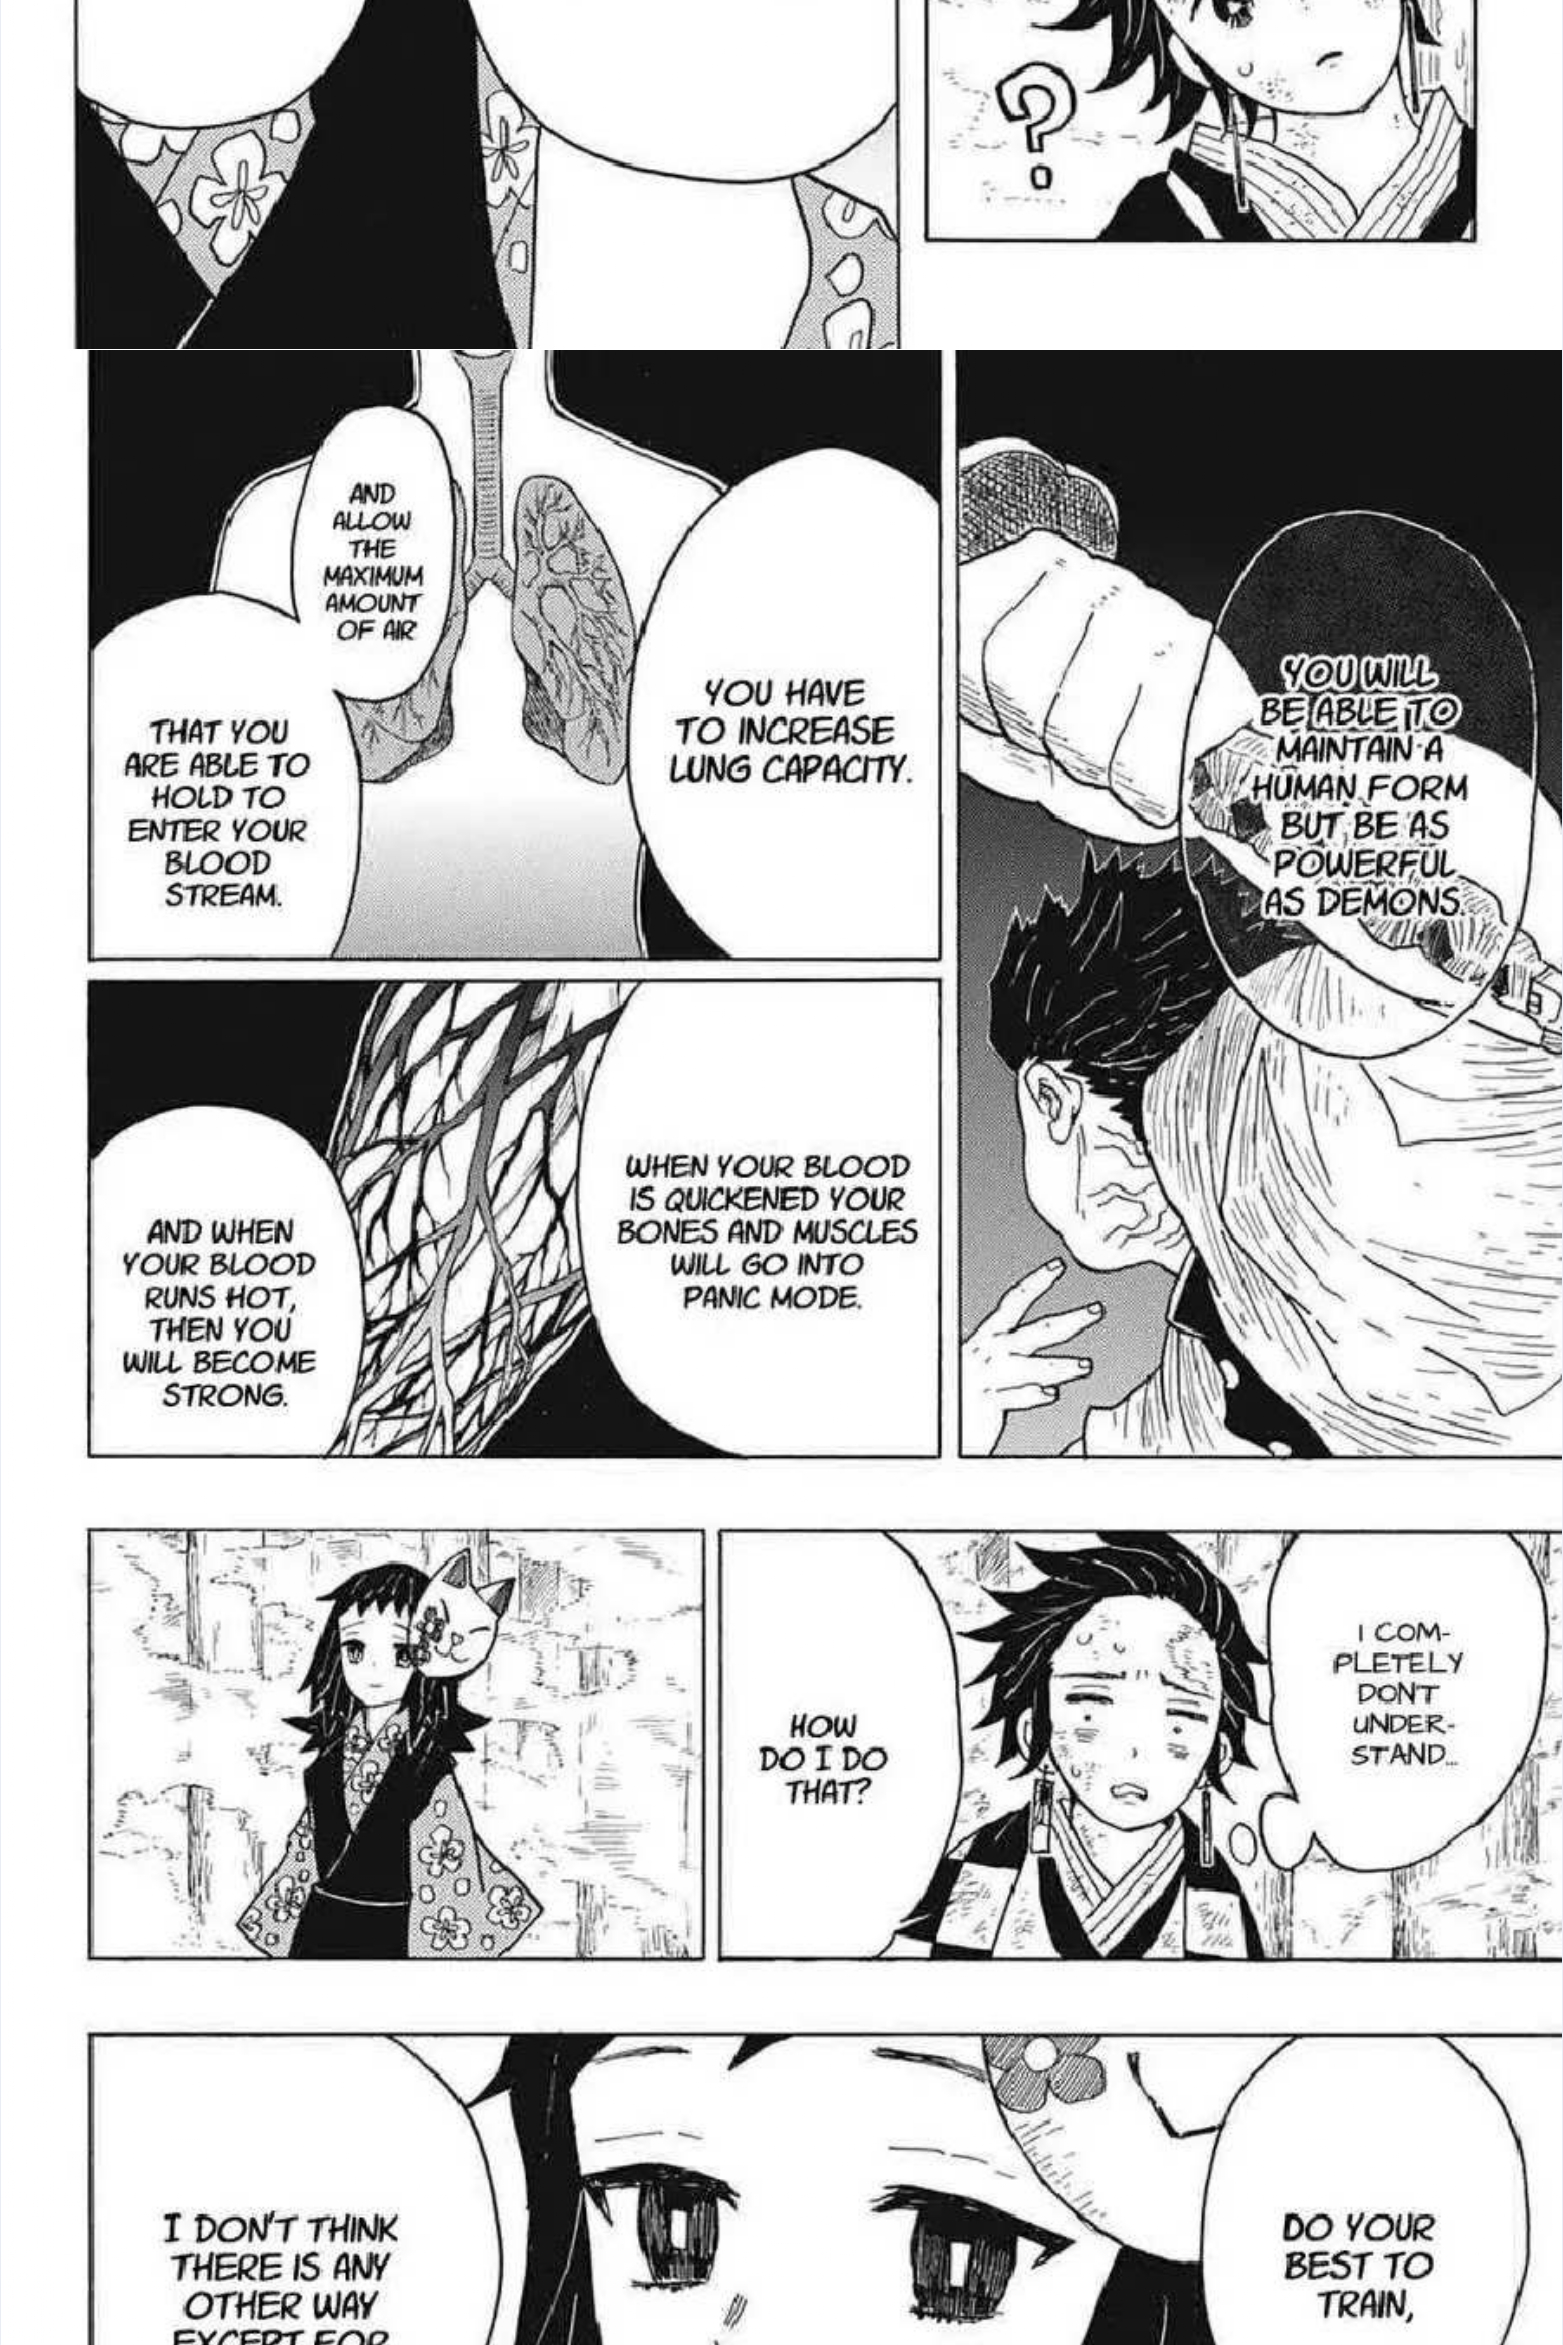 ?
YOU WILL
BE ABLE TO
MAINTAIN A
HUMAN FORM
BUT BE AS
POWERFUL
AS DEMONS.
YOU HAVE
TO INCREASE
LUNG CAPACITY.
AND
ALLOW
THE
MAXIMUM
AMOUNT
OF AIR
THAT YOU
ARE ABLE TO
HOLD TO
ENTER YOUR
BLOOD
STREAM.
WHEN YOUR BLOOD
IS QUICKENED YOUR
BONES AND MUSCLES
WILL GO INTO
PANIC MODE.
AND WHEN
YOUR BLOOD
RUNS HOT,
THEN YOU
WILL BECOME
STRONG.
I COM-
PLETELY
DON'T
UNDER-
STAND...
HOW
DO I DO
THAT?
DO YOUR
BEST TO
TRAIN,
I DON'T THINK
THERE IS ANY
OTHER WAY
EXCEPT FOR